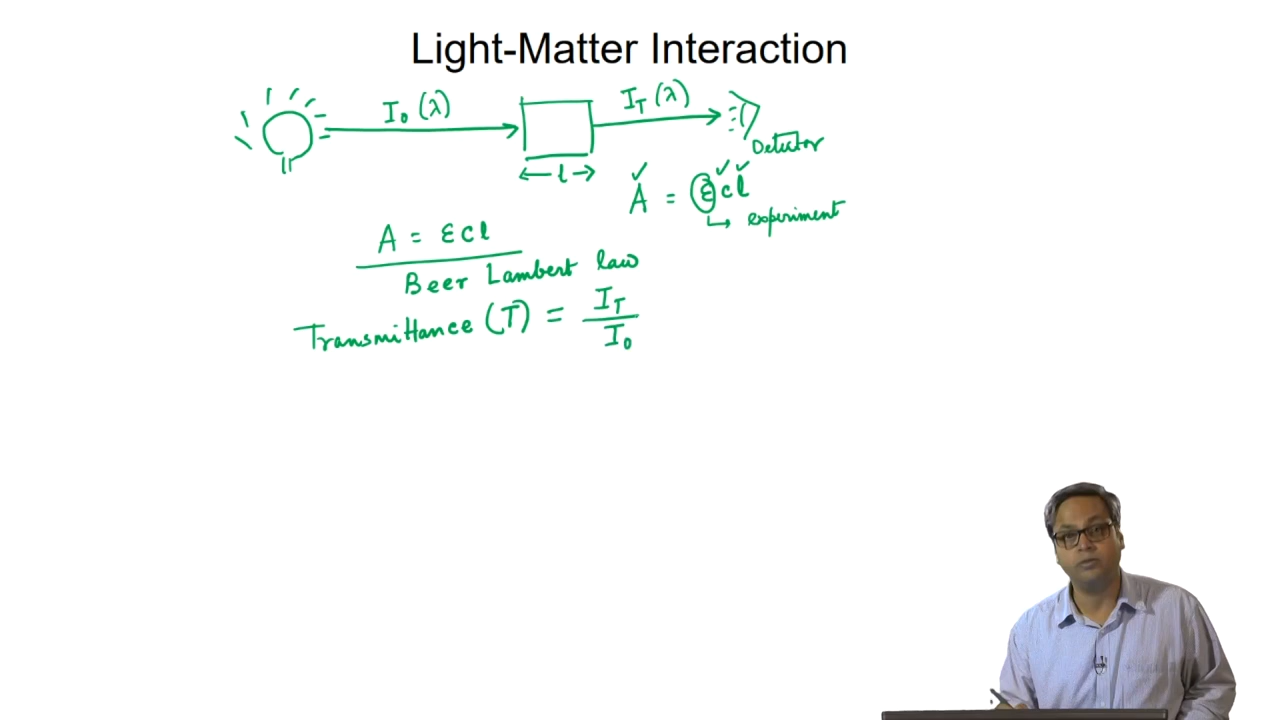 Light-Matter Interaction
I₀(λ)
I_T(λ)
Detector
← l →
A = εcl
↳ experiment
A = εcl
Beer Lambert law
Transmittance (T) = I_T / I₀